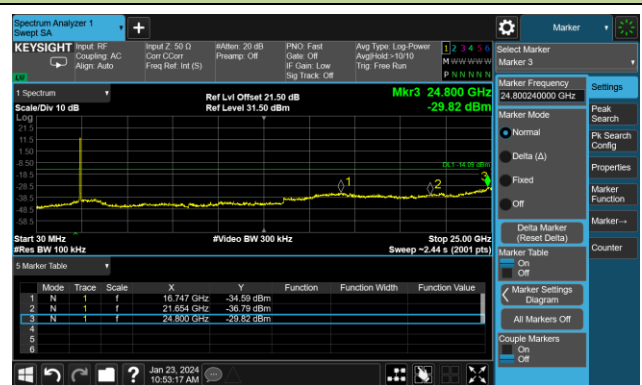 Spectrum Analyzer 1
Swept SA
KEYSIGHT Input: RF
Coupling: AC
Align: Auto
Input Z: 50 Ω
Corr CCorr
Freq Ref: Int (S)
#Atten: 20 dB
Preamp: Off
PNO: Fast
Gate: Off
IF Gain: Low
Sig Track: Off
Avg Type: Log-Power
Avg|Hold:>10/10
Trig: Free Run
1 2 3 4 5 6
M W W W W W
P N N N N N
LW
1 Spectrum
Scale/Div 10 dB
Log
Ref Lvl Offset 21.50 dB
Ref Level 31.50 dBm
Mkr3 24.800 GHz
-29.82 dBm
21.5
11.5
1.50
-8.50
-18.5
-28.5
-38.5
-48.5
-58.5
DL1 -14.09 dBm
1
2
3
Start 30 MHz
#Res BW 100 kHz
#Video BW 300 kHz
Stop 25.00 GHz
Sweep ~2.44 s (2001 pts)
5 Marker Table
Mode Trace Scale X Y Function Function Width Function Value
1 N 1 f 16.747 GHz -34.59 dBm
2 N 1 f 21.654 GHz -36.79 dBm
3 N 1 f 24.800 GHz -29.82 dBm
4
5
6
?
Jan 23, 2024
10:53:17 AM
Marker
Select Marker
Marker 3
Marker Frequency
24.800240000 GHz
Marker Mode
Normal
Delta (Δ)
Fixed
Off
Delta Marker
(Reset Delta)
Marker Table
On
Off
Marker Settings
Diagram
All Markers Off
Couple Markers
On
Off
Settings
Peak
Search
Pk Search
Config
Properties
Marker
Function
Marker→
Counter